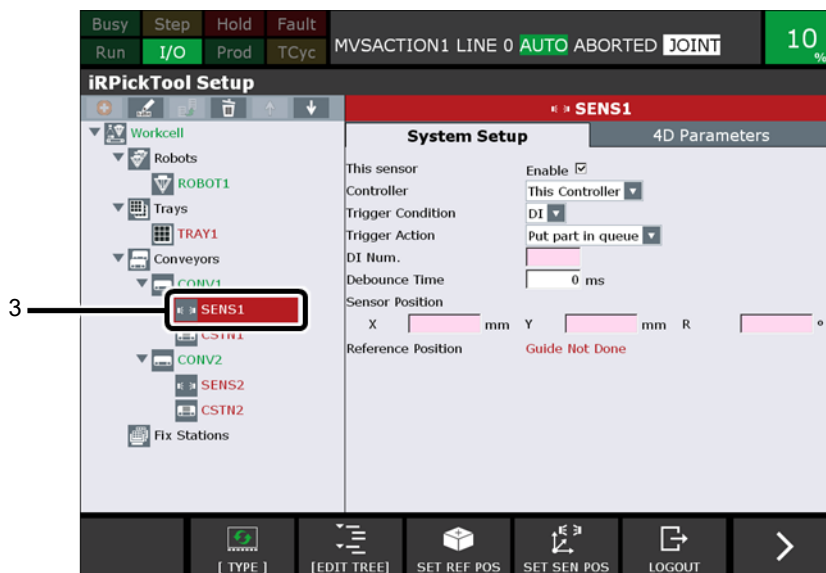 Busy Step Hold Fault
Run I/O Prod TCyc MVSACTION1 LINE 0 AUTO ABORTED JOINT 10 %
iRPickTool Setup
SENS1
Workcell
System Setup 4D Parameters
Robots
This sensor Enable
ROBOT1
Controller This Controller
Trays
Trigger Condition DI
TRAY1
Trigger Action Put part in queue
Conveyors
DI Num.
CONV1
Debounce Time 0 ms
3
SENS1
Sensor Position
CSTN1
X mm Y mm R °
CONV2
Reference Position Guide Not Done
SENS2
CSTN2
Fix Stations
[ TYPE ] [EDIT TREE] SET REF POS SET SEN POS LOGOUT >